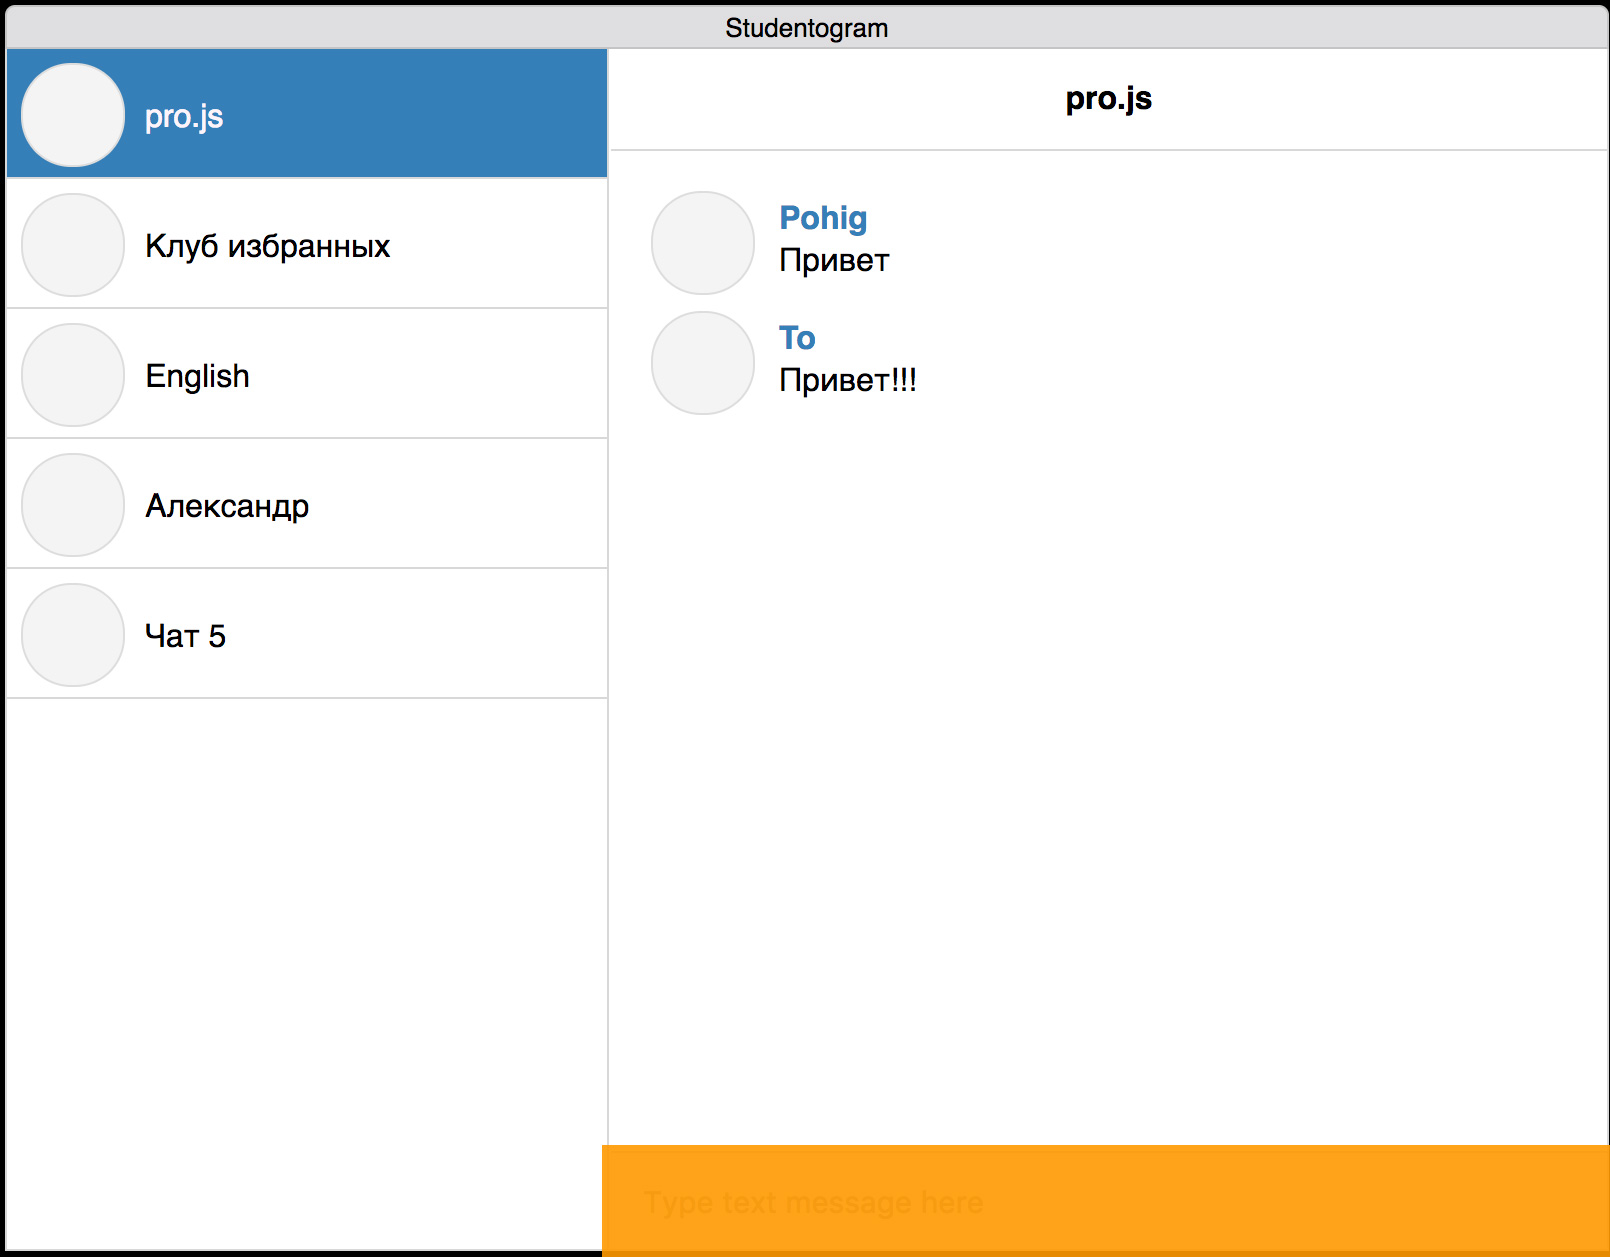 Studentogram
pro.js
Клуб избранных
English
Александр
Чат 5
pro.js
Pohig
Привет
To
Привет!!!
Type text message here